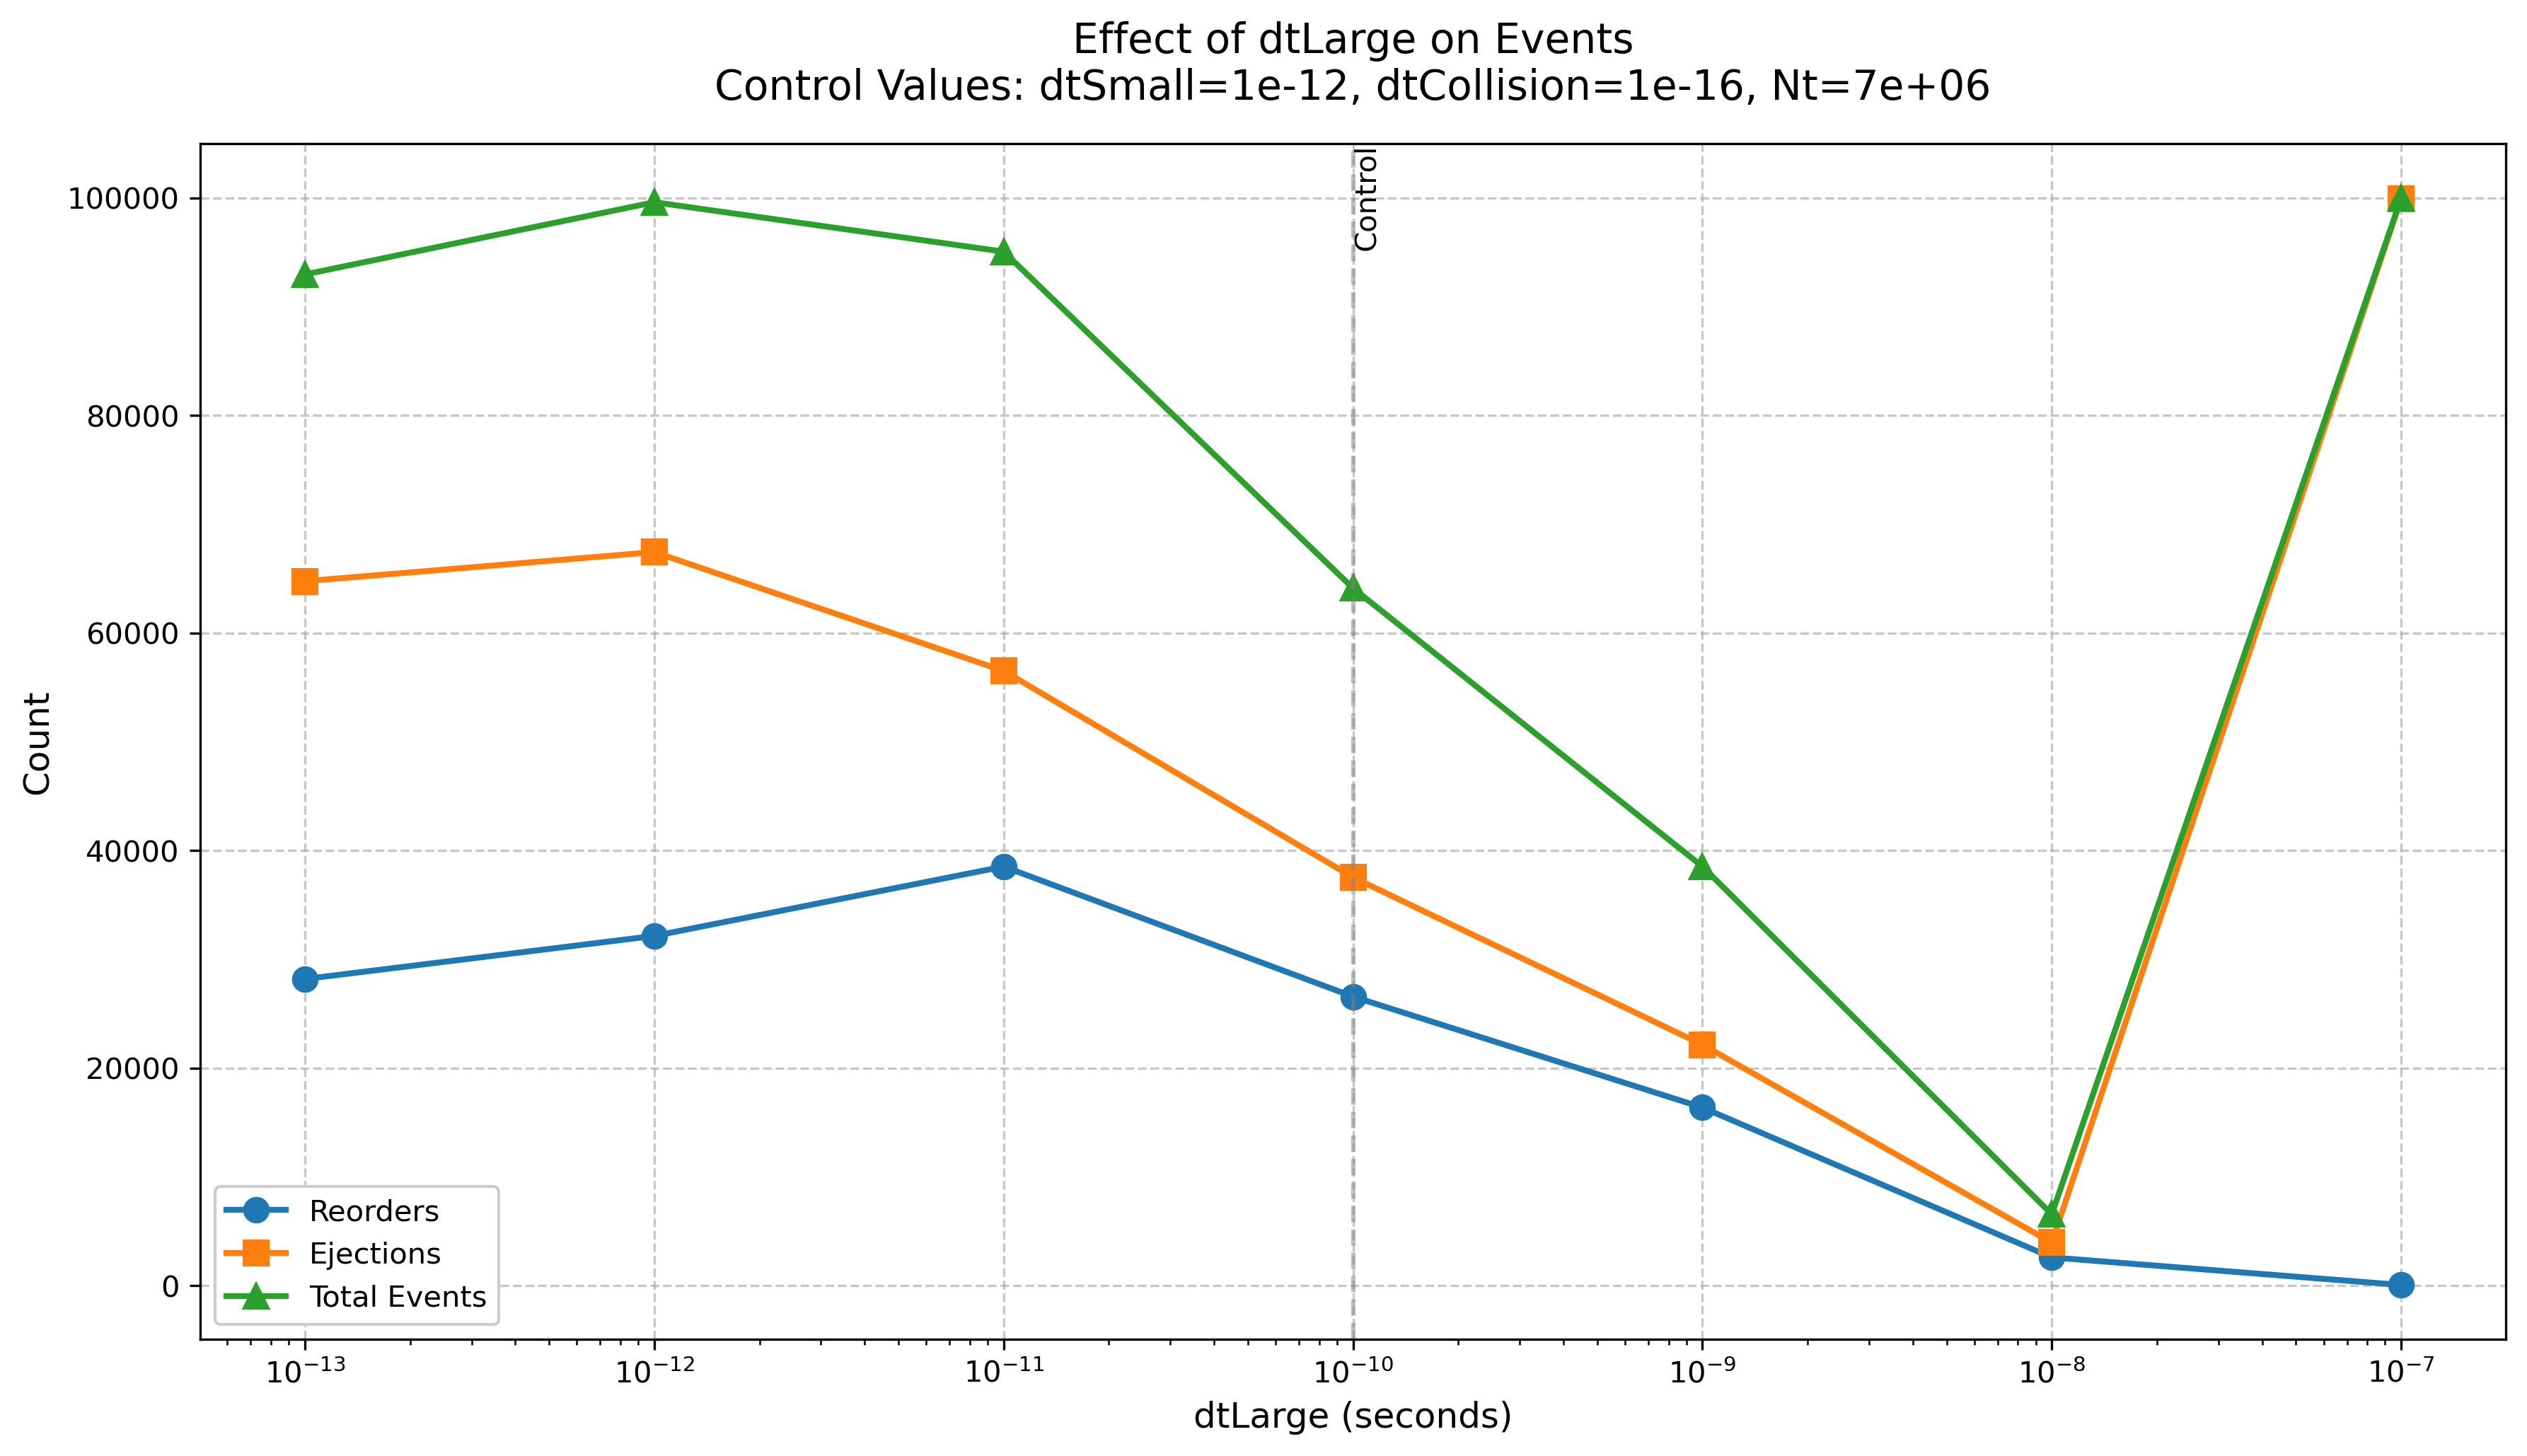 Effect of dtLarge on Events
Control Values: dtSmall=1e-12, dtCollision=1e-16, Nt=7e+06
Control
100000
80000
60000
40000
20000
0
Count
Reorders
Ejections
Total Events
10⁻¹³
10⁻¹²
10⁻¹¹
10⁻¹⁰
10⁻⁹
10⁻⁸
10⁻⁷
dtLarge (seconds)